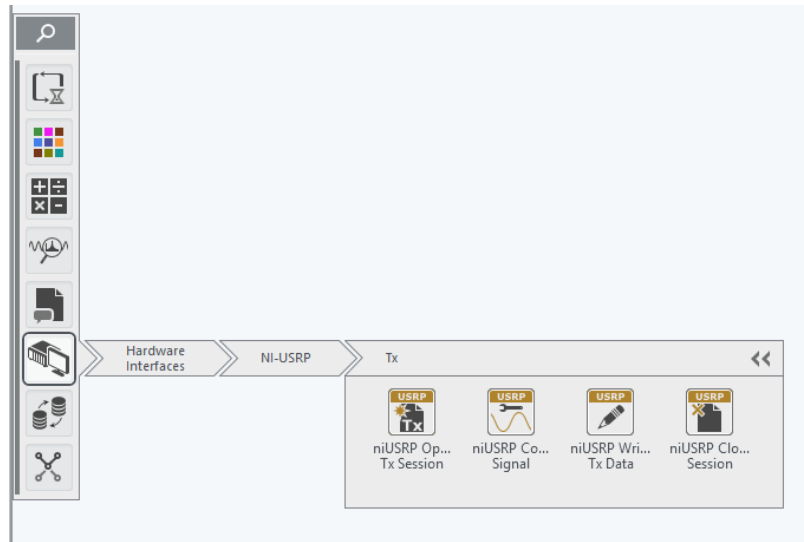 Hardware
Interfaces
NI-USRP
Tx
USRP
Tx
USRP
USRP
USRP
niUSRP Op...
Tx Session
niUSRP Co...
Signal
niUSRP Wri...
Tx Data
niUSRP Clo...
Session